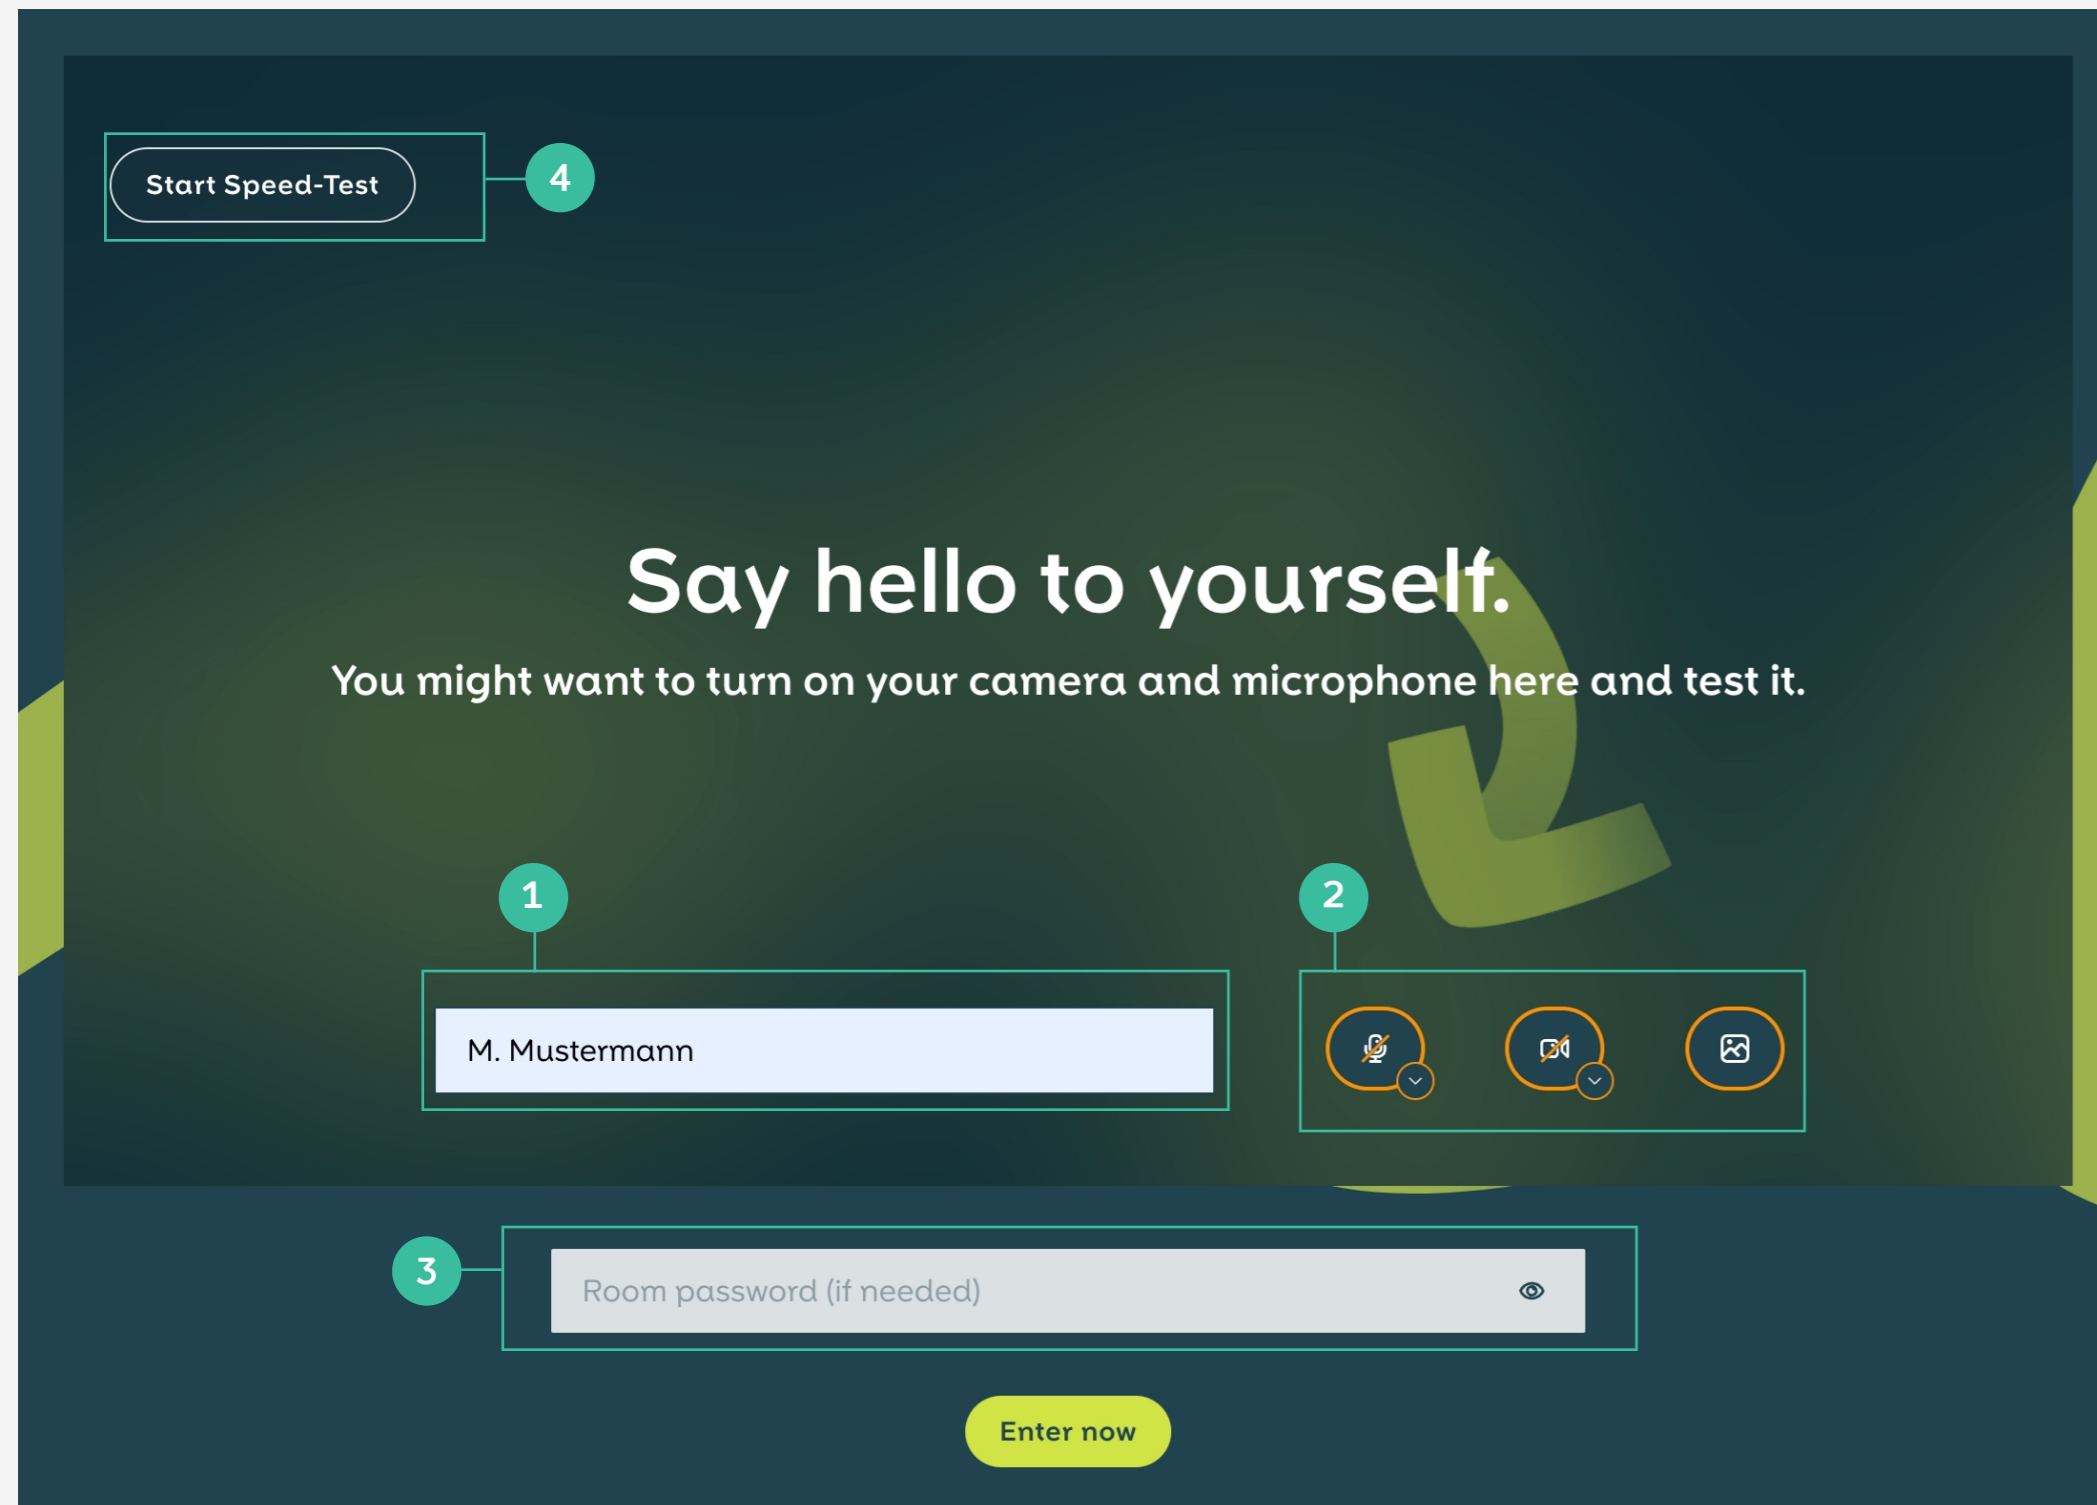 Start Speed-Test
4
Say hello to yourself.
You might want to turn on your camera and microphone here and test it.
1
2
M. Mustermann
3
Room password (if needed)
Enter now